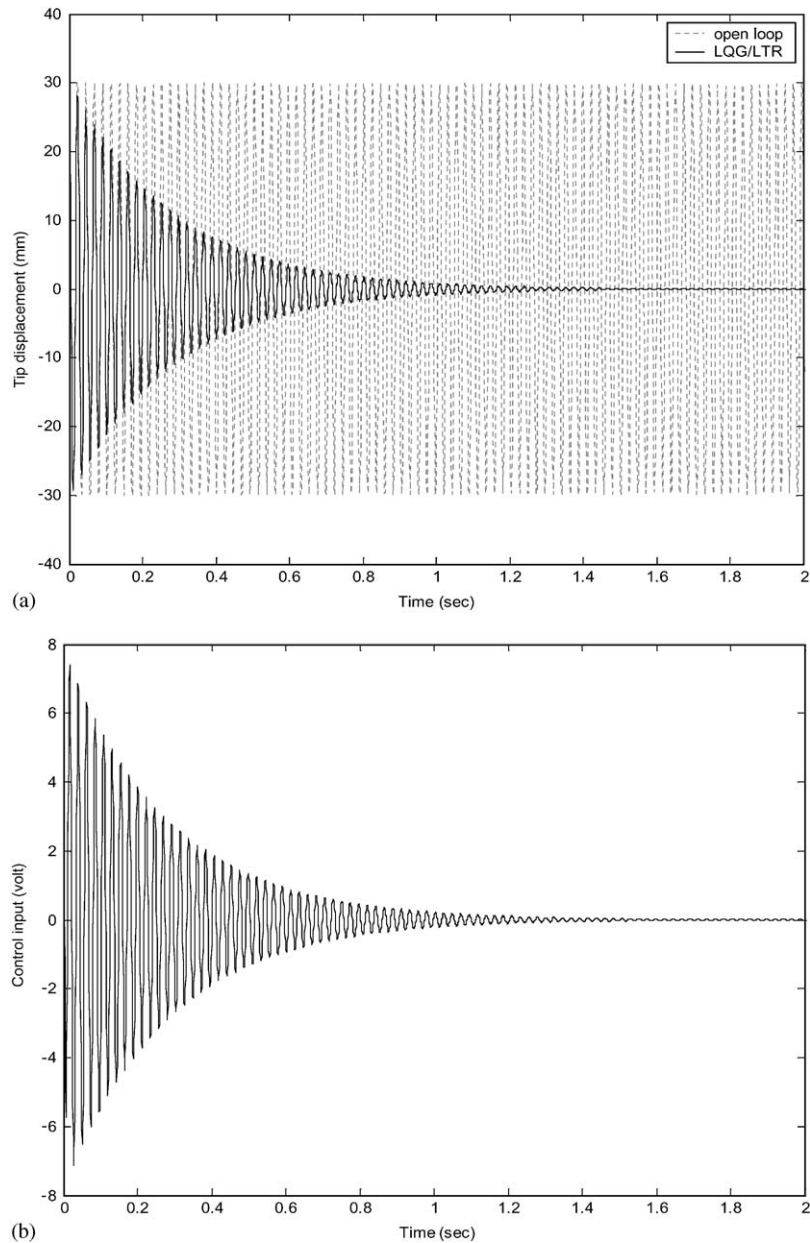 40
open loop
LQG/LTR
30
20
10
0
-10
-20
-30
-40
Tip displacement (mm)
0 0.2 0.4 0.6 0.8 1 1.2 1.4 1.6 1.8 2
(a)
Time (sec)
8
6
4
2
0
-2
-4
-6
-8
Control input (volt)
0 0.2 0.4 0.6 0.8 1 1.2 1.4 1.6 1.8 2
(b)
Time (sec)